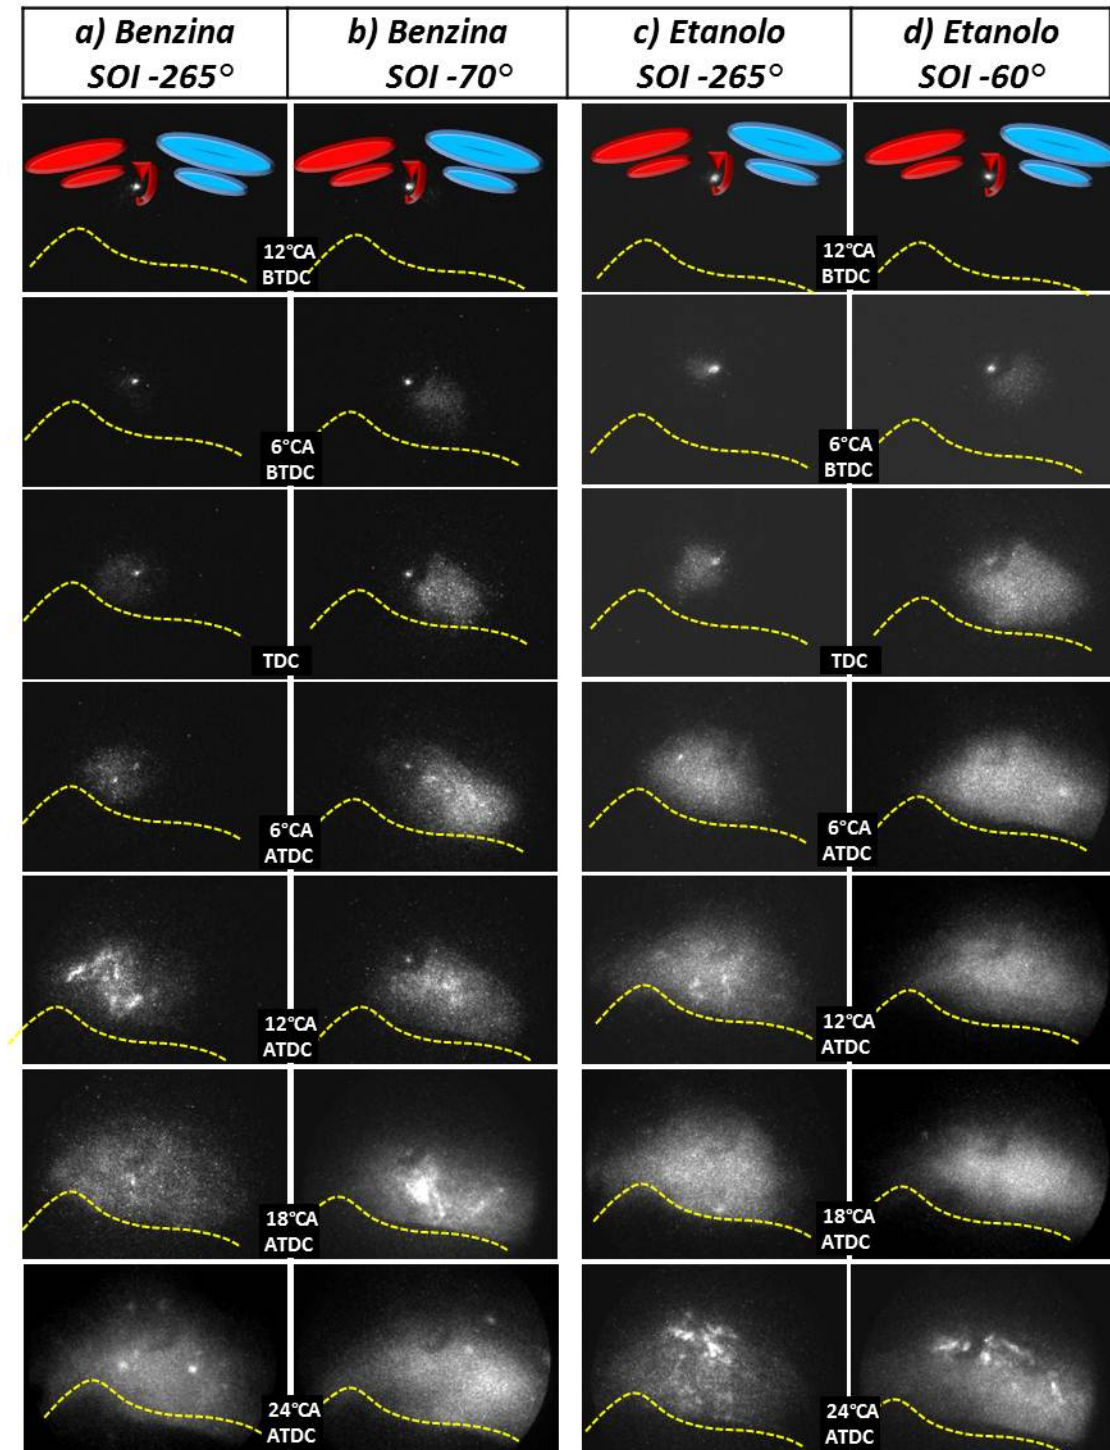 a) Benzina
SOI -265°
b) Benzina
SOI -70°
c) Etanolo
SOI -265°
d) Etanolo
SOI -60°
12°CA
BTDC
12°CA
BTDC
6°CA
BTDC
6°CA
BTDC
TDC
TDC
6°CA
ATDC
6°CA
ATDC
12°CA
ATDC
12°CA
ATDC
18°CA
ATDC
18°CA
ATDC
24°CA
ATDC
24°CA
ATDC